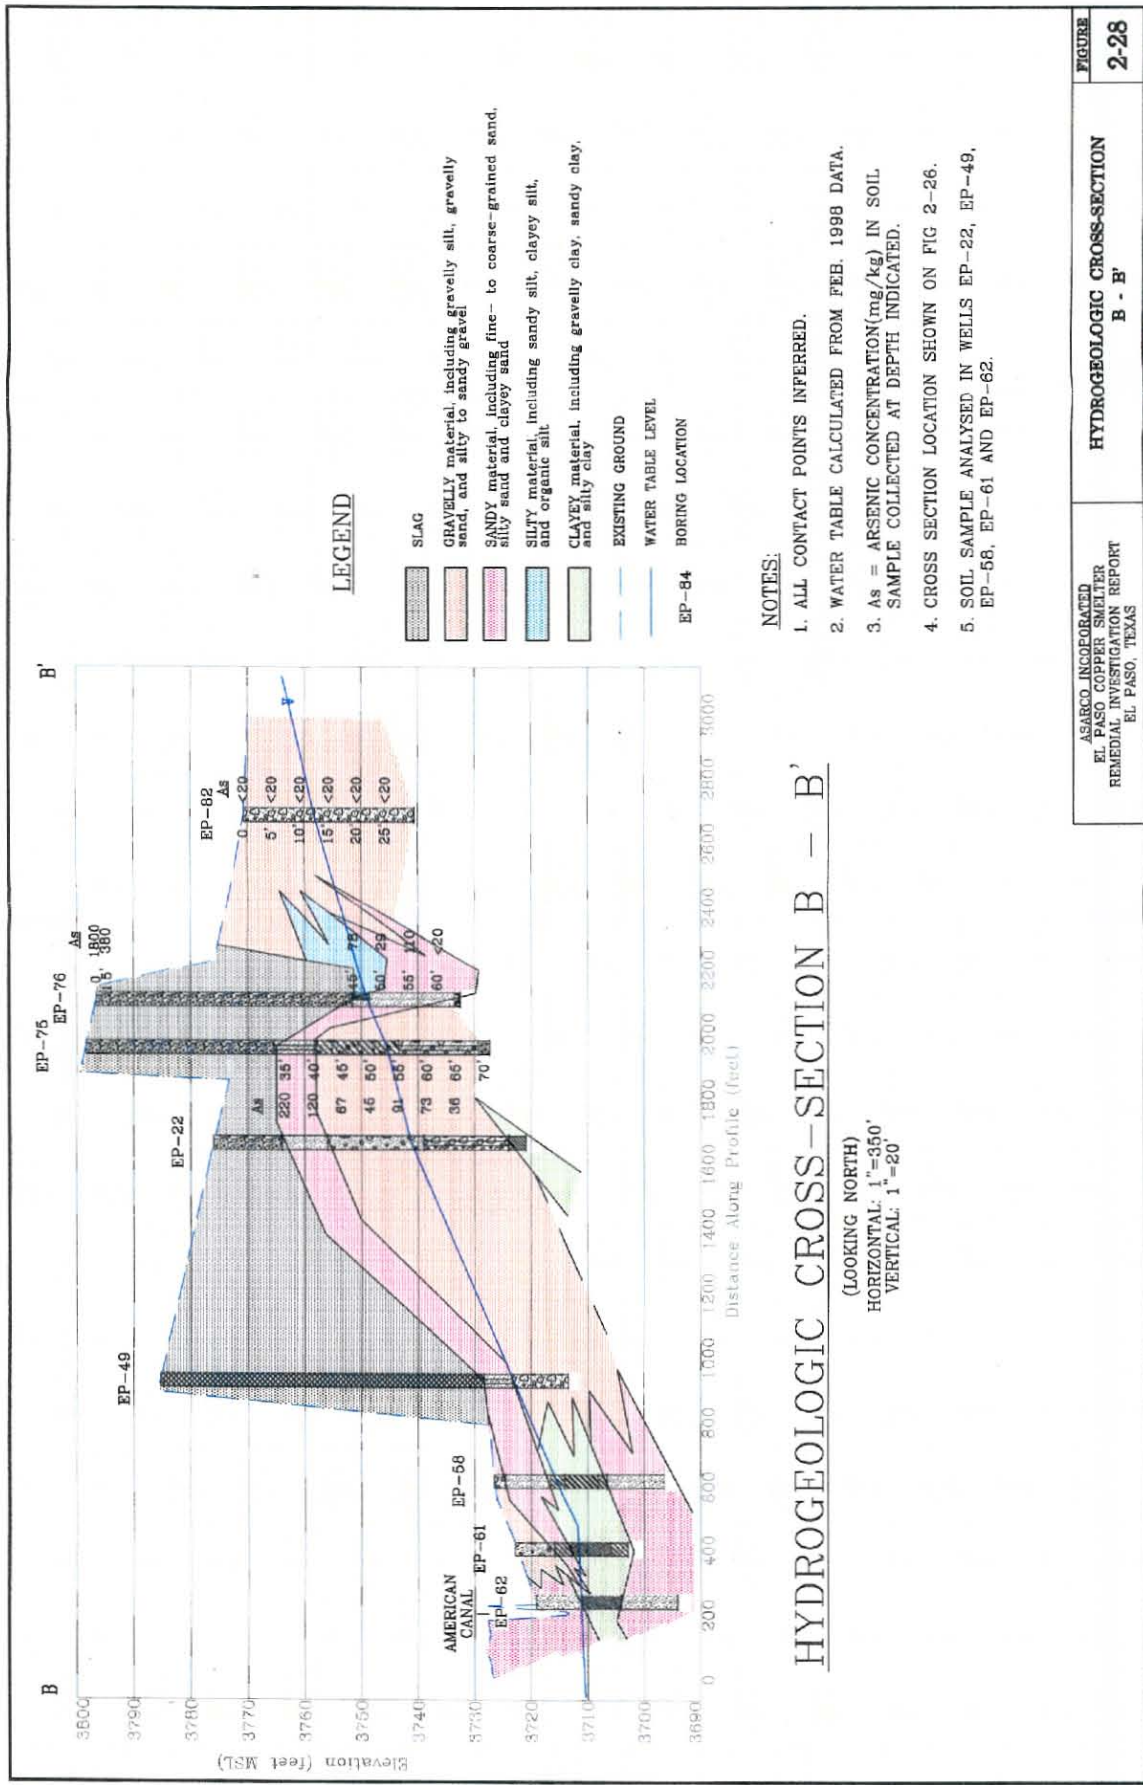 B
B'
Elevation (feet MSL)
3800
3790
3780
3770
3760
3750
3740
3730
3720
3710
3700
3690
0
200
400
600
800
1000
1200
1400
1600
1800
2000
2200
2400
2600
2800
3000
Distance Along Profile (feet)
AMERICAN
CANAL
EP-62
EP-61
EP-58
EP-49
EP-22
EP-75
EP-76
EP-82
As
0 1800
5' 380
45' 78
50' 29
55' 110
60' <20
As
220 35'
120 40'
67 45'
45 50'
91 55'
73 60'
36 65'
70'
As
0 <20
5' <20
10' <20
15' <20
20' <20
25' <20
LEGEND
SLAG
GRAVELLY material, including gravelly silt, gravelly
sand, and silty to sandy gravel
SANDY material, including fine- to coarse-grained sand,
silty sand and clayey sand
SILTY material, including sandy silt, clayey silt,
and organic silt
CLAYEY material, including gravelly clay, sandy clay,
and silty clay
EXISTING GROUND
WATER TABLE LEVEL
EP-84 BORING LOCATION
NOTES:
1. ALL CONTACT POINTS INFERRED.
2. WATER TABLE CALCULATED FROM FEB. 1998 DATA.
3. As = ARSENIC CONCENTRATION(mg/kg) IN SOIL
SAMPLE COLLECTED AT DEPTH INDICATED.
4. CROSS SECTION LOCATION SHOWN ON FIG 2-26.
5. SOIL SAMPLE ANALYSED IN WELLS EP-22, EP-49,
EP-58, EP-61 AND EP-62.
HYDROGEOLOGIC CROSS-SECTION B - B'
(LOOKING NORTH)
HORIZONTAL: 1"=350'
VERTICAL: 1"=20'
ASARCO INCOPORATED
EL PASO COPPER SMELTER
REMEDIAL INVESTIGATION REPORT
EL PASO, TEXAS
HYDROGEOLOGIC CROSS-SECTION
B - B'
FIGURE
2-28